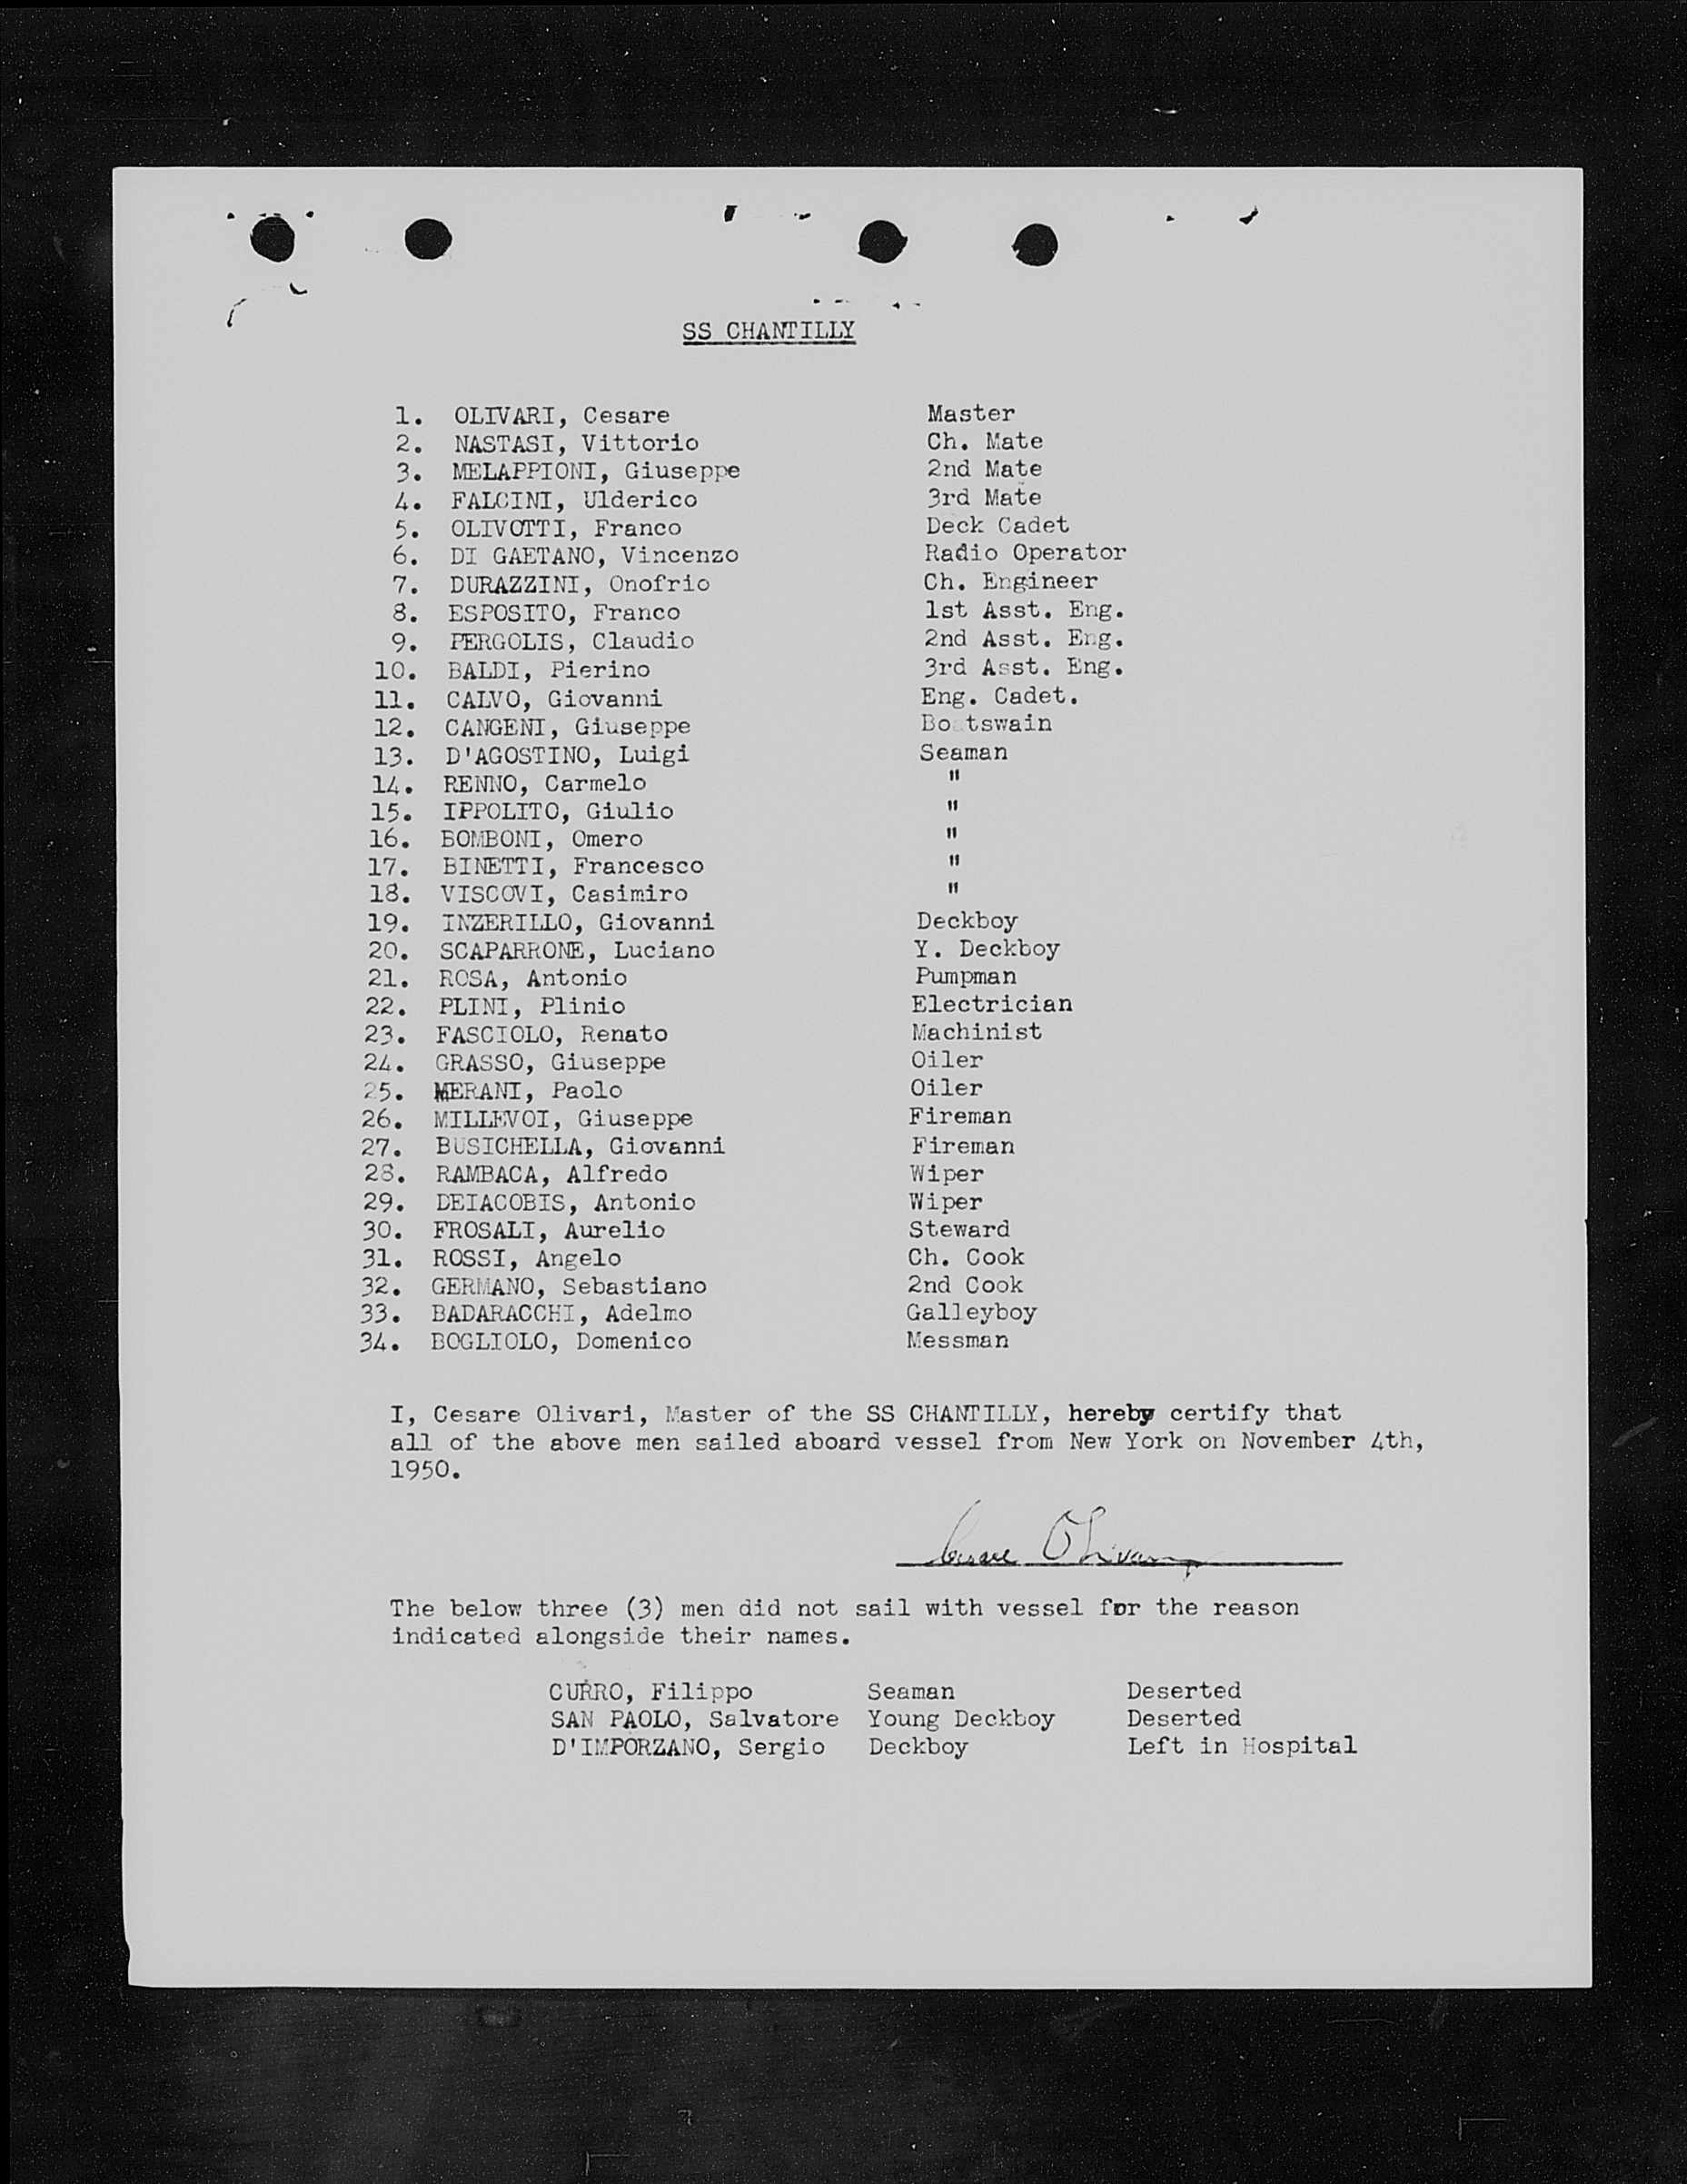 SS CHANTILLY
1. OLIVARI, Cesare Master
2. NASTASI, Vittorio Ch. Mate
3. MELAPPIONI, Giuseppe 2nd Mate
4. FALCINI, Ulderico 3rd Mate
5. OLIVOTTI, Franco Deck Cadet
6. DI GAETANO, Vincenzo Radio Operator
7. DURAZZINI, Onofrio Ch. Engineer
8. ESPOSITO, Franco 1st Asst. Eng.
9. PERGOLIS, Claudio 2nd Asst. Eng.
10. BALDI, Pierino 3rd Asst. Eng.
11. CALVO, Giovanni Eng. Cadet.
12. CANGENI, Giuseppe Boatswain
13. D'AGOSTINO, Luigi Seaman
14. RENNO, Carmelo "
15. IPPOLITO, Giulio "
16. BOMBONI, Omero "
17. BINETTI, Francesco "
18. VISCOVI, Casimiro "
19. INZERILLO, Giovanni Deckboy
20. SCAPARRONE, Luciano Y. Deckboy
21. ROSA, Antonio Pumpman
22. PLINI, Plinio Electrician
23. FASCIOLO, Renato Machinist
24. GRASSO, Giuseppe Oiler
25. MERANI, Paolo Oiler
26. MILLEVOI, Giuseppe Fireman
27. BUSICHELLA, Giovanni Fireman
28. RAMBACA, Alfredo Wiper
29. DEIACOBIS, Antonio Wiper
30. FROSALI, Aurelio Steward
31. ROSSI, Angelo Ch. Cook
32. GERMANO, Sebastiano 2nd Cook
33. BADARACCHI, Adelmo Galleyboy
34. BOGLIOLO, Domenico Messman
I, Cesare Olivari, Master of the SS CHANTILLY, hereby certify that
all of the above men sailed aboard vessel from New York on November 4th,
1950.
Cesare Olivari
The below three (3) men did not sail with vessel for the reason
indicated alongside their names.
CURRO, Filippo Seaman Deserted
SAN PAOLO, Salvatore Young Deckboy Deserted
D'IMPORZANO, Sergio Deckboy Left in Hospital